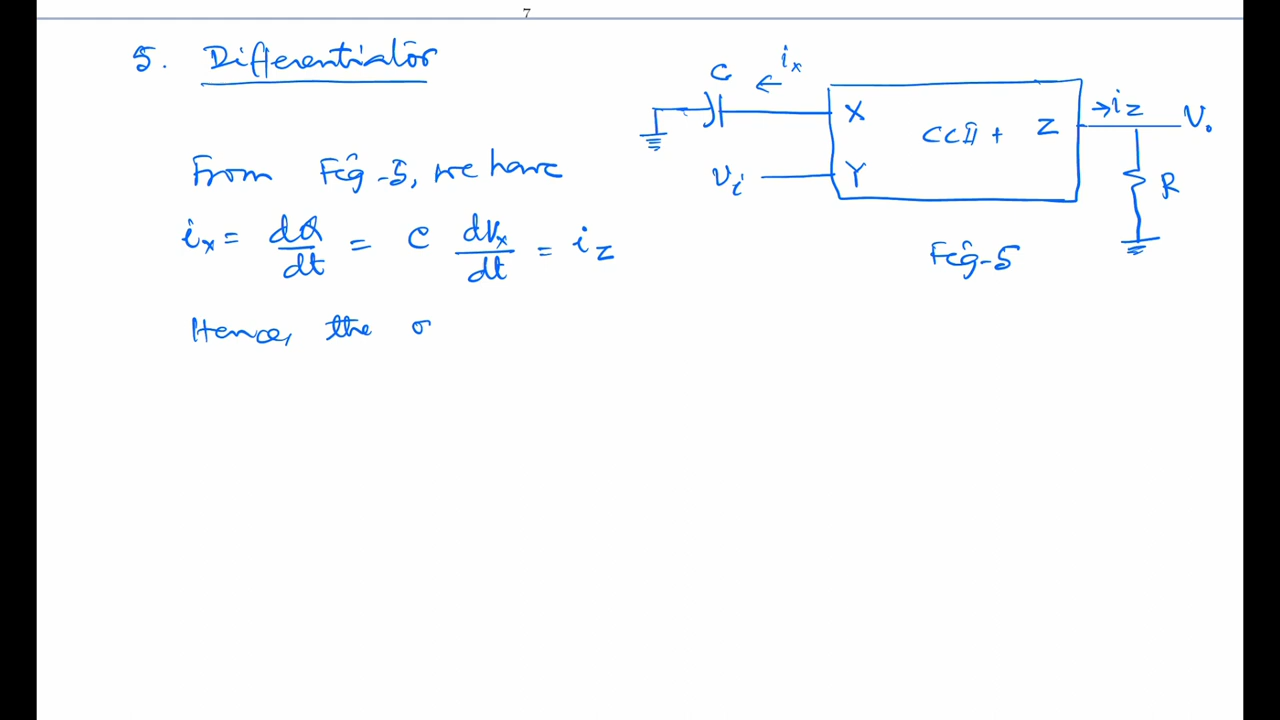 7
5. Differentiator
C
ix
X
CCII +
Z
iz
Vo
From Fig-5, we have
vi
Y
R
ix = dQ/dt = C dVx/dt = iz
Fig-5
Hence, the o